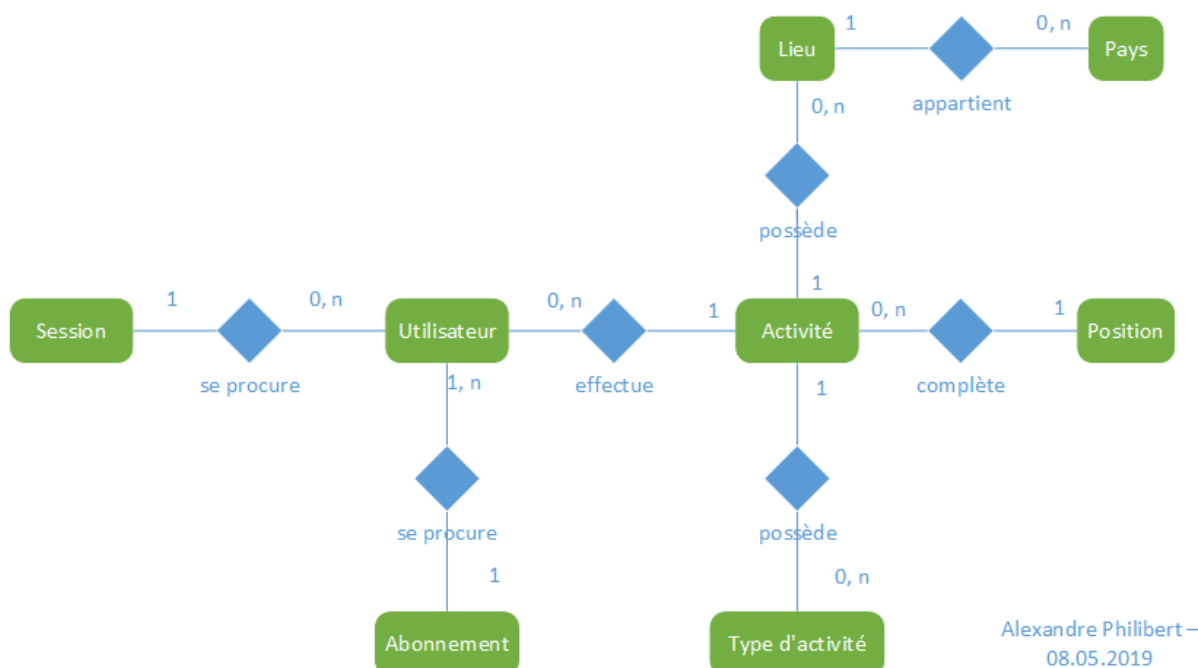 Lieu
1
0, n
Pays
appartient
0, n
possède
1
Session
1
0, n
Utilisateur
0, n
1
Activité
0, n
1
Position
se procure
effectue
complète
1, n
1
se procure
possède
1
0, n
Abonnement
Type d'activité
Alexandre Philibert –
08.05.2019